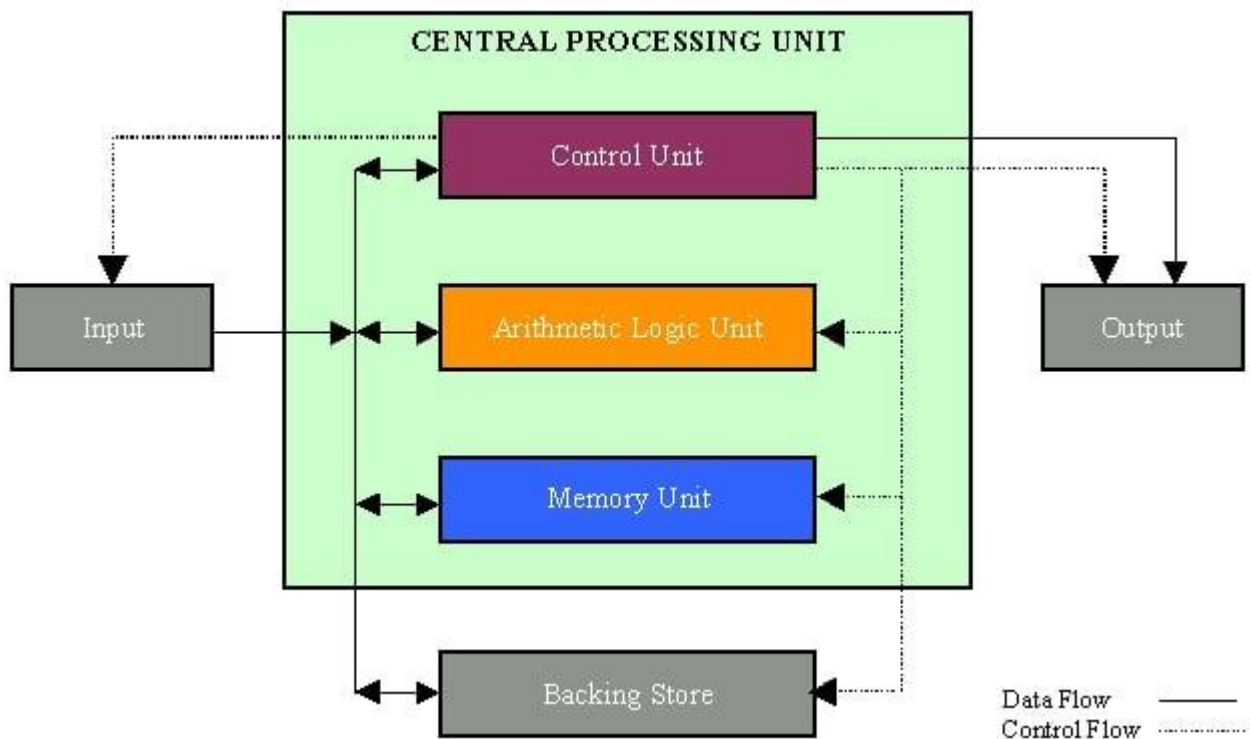 CENTRAL PROCESSING UNIT
Control Unit
Input
Arithmetic Logic Unit
Output
Memory Unit
Backing Store
Data Flow
Control Flow